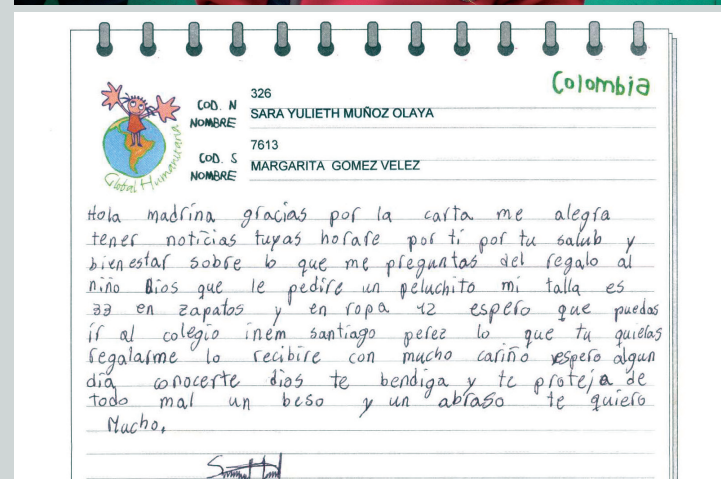 Colombia
COD. N 326
NOMBRE SARA YULIETH MUÑOZ OLAYA
COD. S 7613
NOMBRE MARGARITA GOMEZ VELEZ
Global Humanitaria
Hola madrina gracias por la carta me alegra
tener noticias tuyas horare por ti por tu salub y
bienestar sobre lo que me preguntas del regalo al
niño Dios que le pedire un peluchito mi talla es
33 en zapatos y en ropa 12 espero que puedas
ir al colegio inem santiago perez lo que tu quieras
regalarme lo recibire con mucho cariño espero algun
dia conocerte dios te bendiga y te proteja de
todo mal un beso y un abraso te quiero
Mucho,